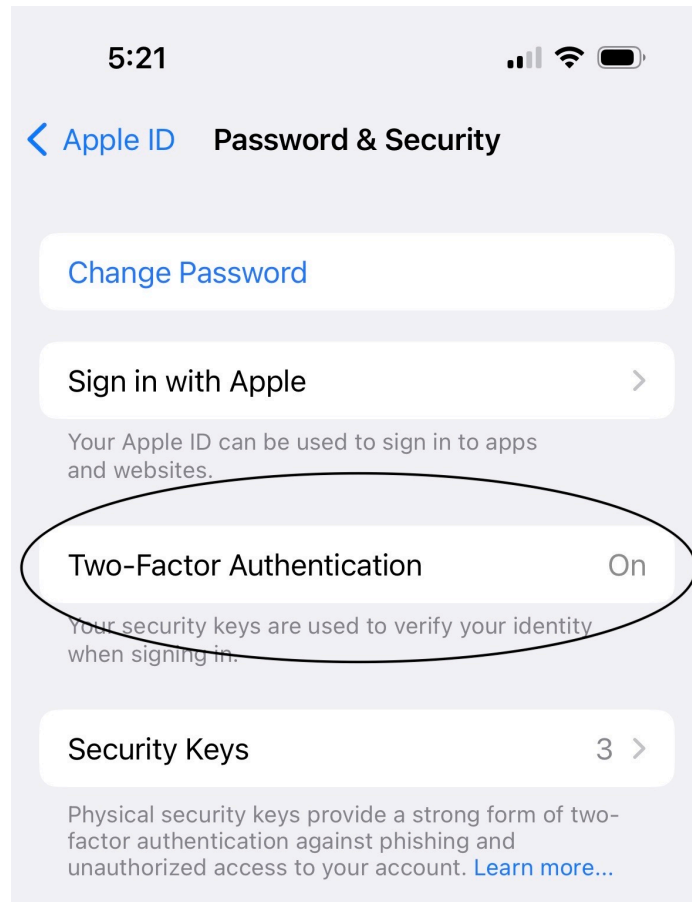 5:21
Apple ID Password & Security
Change Password
Sign in with Apple
Your Apple ID can be used to sign in to apps
and websites.
Two-Factor Authentication On
Your security keys are used to verify your identity
when signing in.
Security Keys 3
Physical security keys provide a strong form of two-
factor authentication against phishing and
unauthorized access to your account. Learn more...